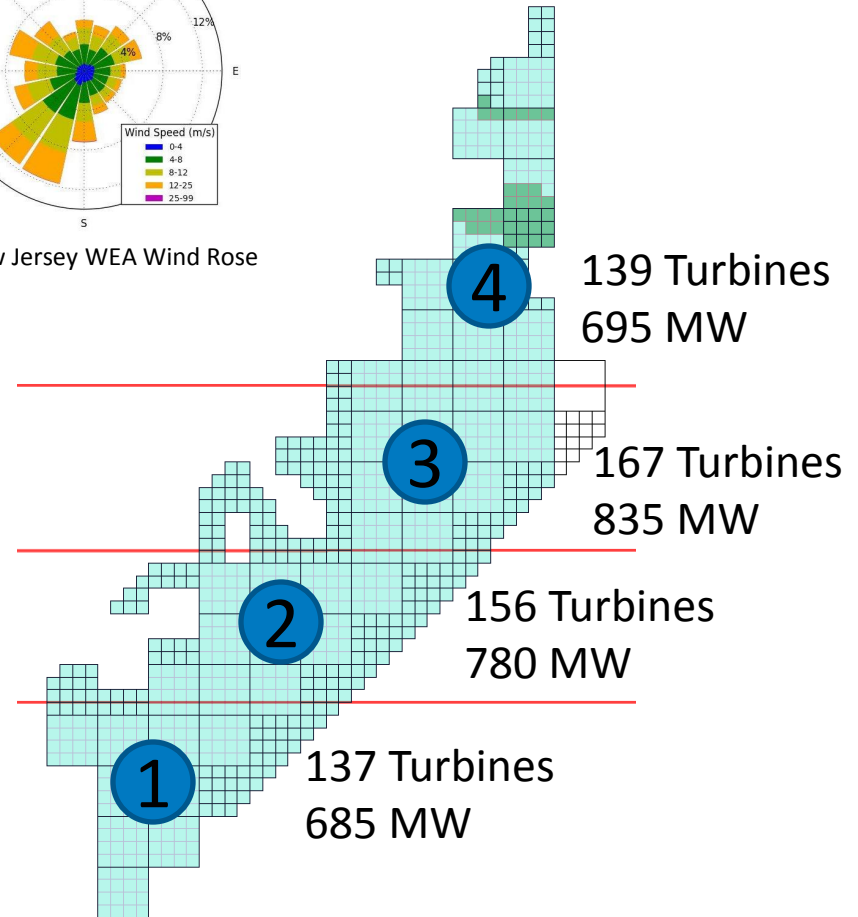 12%
8%
4%
E
Wind Speed (m/s)
0-4
4-8
8-12
12-25
25-99
S
Jersey WEA Wind Rose
4
139 Turbines
695 MW
3
167 Turbines
835 MW
2
156 Turbines
780 MW
1
137 Turbines
685 MW